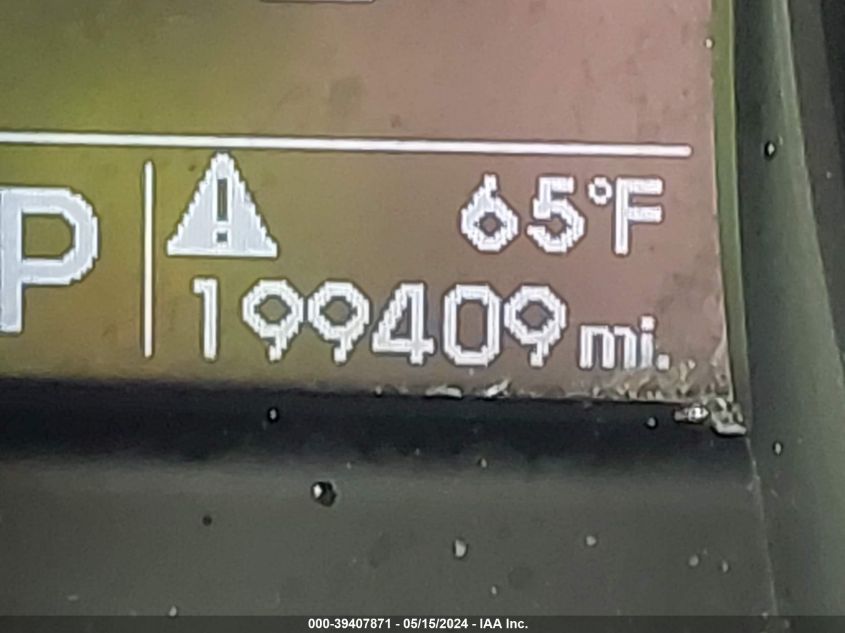 P
65°F
199409 mi.
000-39407871 - 05/15/2024 - IAA Inc.